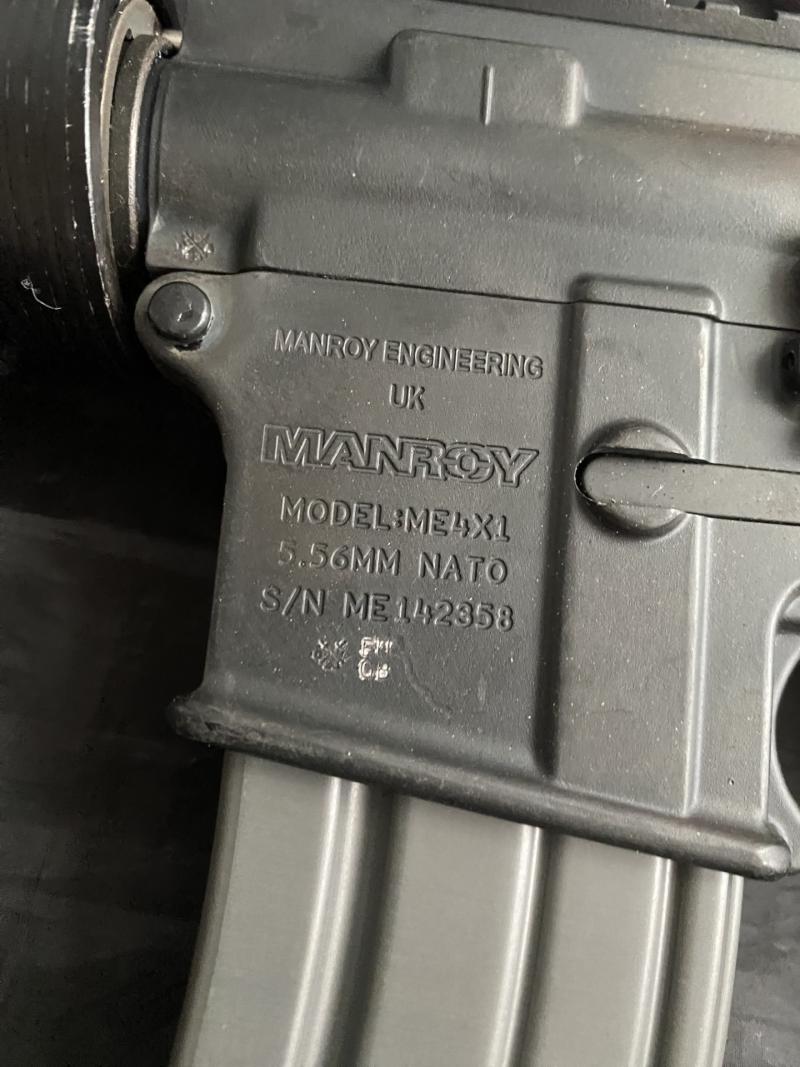 MANROY ENGINEERING
UK
MANROY
MODEL:ME4X1
5.56MM NATO
S/N ME142358